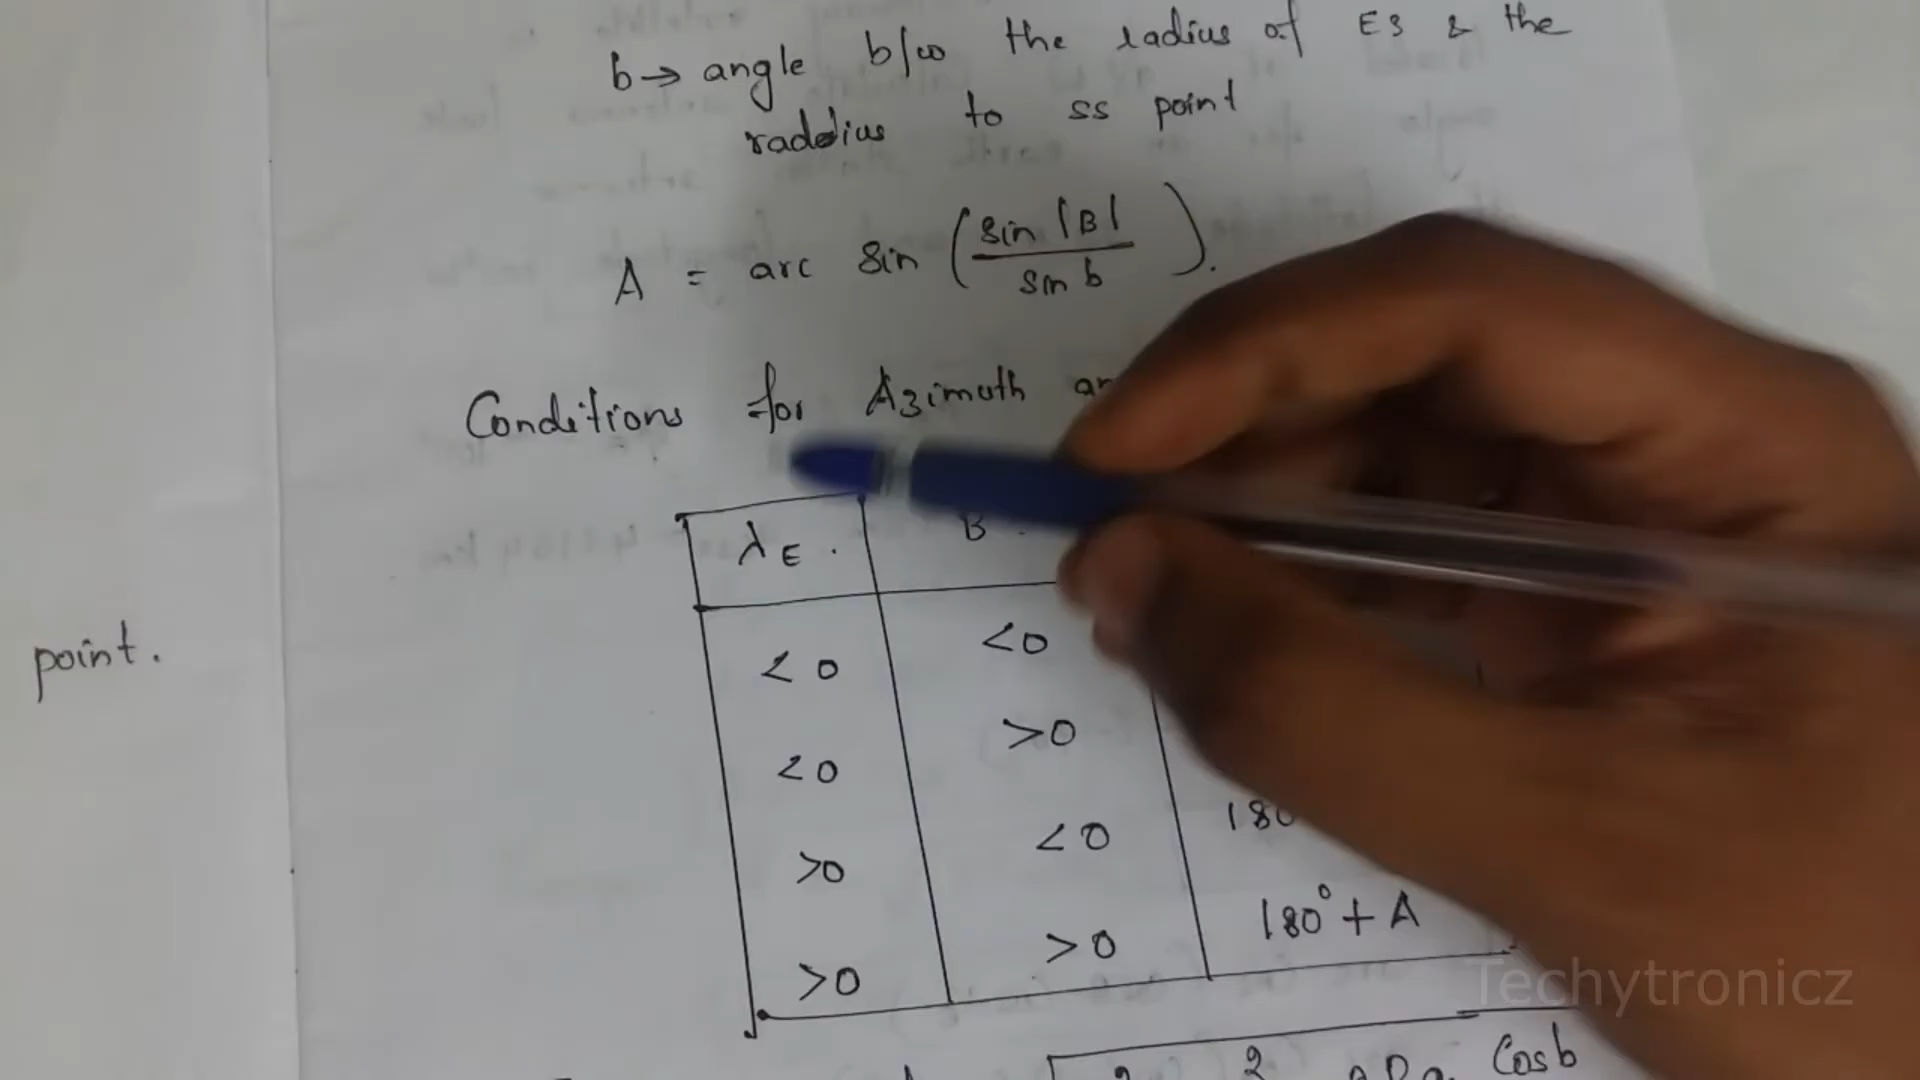 b → angle b/w the radius of ES & the
raddius to ss point
A = arc sin ( sin |B| / sin b ).
Conditions for Azimuth
λE . B .
< 0 < 0
< 0 > 0
> 0 < 0 180
> 0 > 0 180° + A
point.
Cos b
Techytronicz